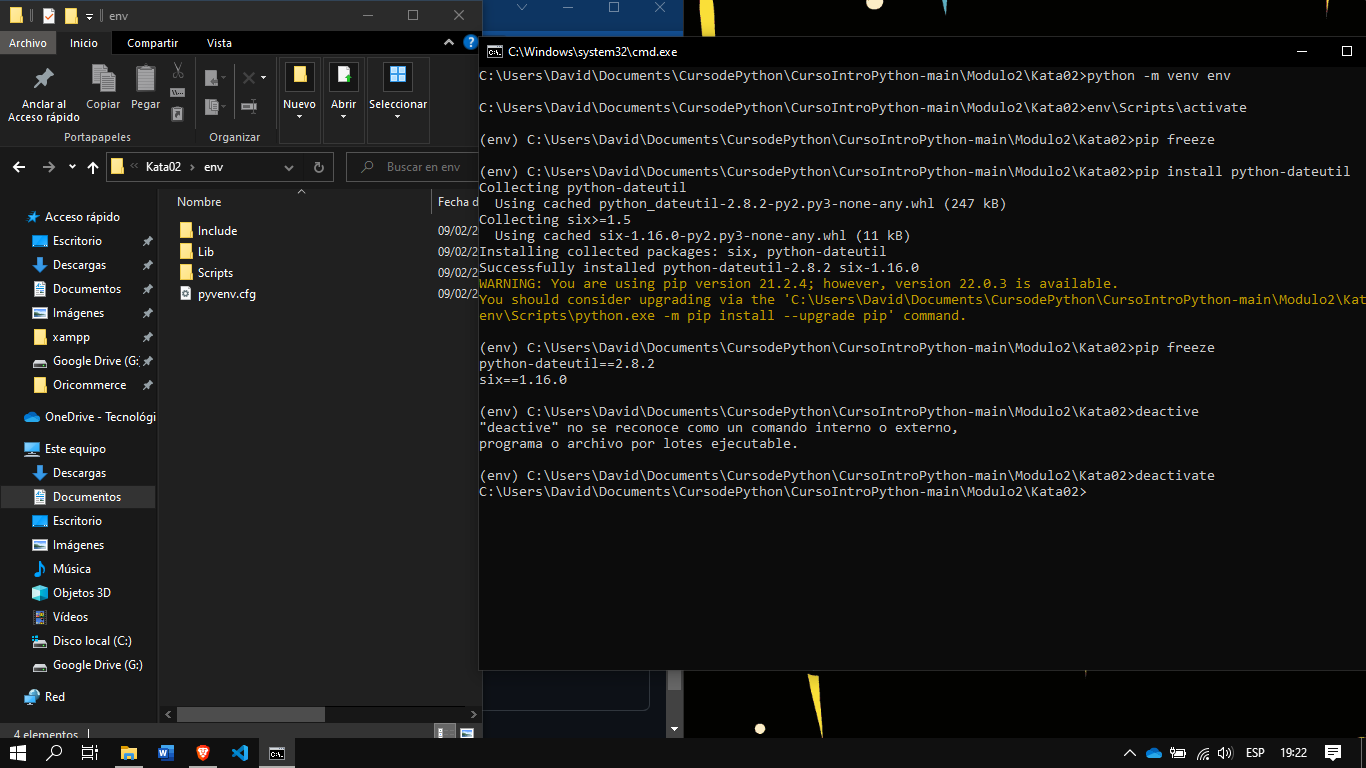 env
Archivo
Inicio
Compartir
Vista
Anclar al
Acceso rápido
Copiar
Pegar
Nuevo
Abrir
Seleccionar
Portapapeles
Organizar
Kata02
env
Buscar en env
Nombre
Fecha d
Include
09/02/2
Lib
09/02/2
Scripts
09/02/2
pyvenv.cfg
09/02/2
Acceso rápido
Escritorio
Descargas
Documentos
Imágenes
xampp
Google Drive (G:
Oricommerce
OneDrive - Tecnológi
Este equipo
Descargas
Documentos
Escritorio
Imágenes
Música
Objetos 3D
Vídeos
Disco local (C:)
Google Drive (G:)
Red
4 elementos
C:\Windows\system32\cmd.exe
C:\Users\David\Documents\CursodePython\CursoIntroPython-main\Modulo2\Kata02>python -m venv env
C:\Users\David\Documents\CursodePython\CursoIntroPython-main\Modulo2\Kata02>env\Scripts\activate
(env) C:\Users\David\Documents\CursodePython\CursoIntroPython-main\Modulo2\Kata02>pip freeze
(env) C:\Users\David\Documents\CursodePython\CursoIntroPython-main\Modulo2\Kata02>pip install python-dateutil
Collecting python-dateutil
Using cached python_dateutil-2.8.2-py2.py3-none-any.whl (247 kB)
Collecting six>=1.5
Using cached six-1.16.0-py2.py3-none-any.whl (11 kB)
Installing collected packages: six, python-dateutil
Successfully installed python-dateutil-2.8.2 six-1.16.0
WARNING: You are using pip version 21.2.4; however, version 22.0.3 is available.
You should consider upgrading via the 'C:\Users\David\Documents\CursodePython\CursoIntroPython-main\Modulo2\Kat
env\Scripts\python.exe -m pip install --upgrade pip' command.
(env) C:\Users\David\Documents\CursodePython\CursoIntroPython-main\Modulo2\Kata02>pip freeze
python-dateutil==2.8.2
six==1.16.0
(env) C:\Users\David\Documents\CursodePython\CursoIntroPython-main\Modulo2\Kata02>deactive
"deactive" no se reconoce como un comando interno o externo,
programa o archivo por lotes ejecutable.
(env) C:\Users\David\Documents\CursodePython\CursoIntroPython-main\Modulo2\Kata02>deactivate
C:\Users\David\Documents\CursodePython\CursoIntroPython-main\Modulo2\Kata02>
ESP
19:22